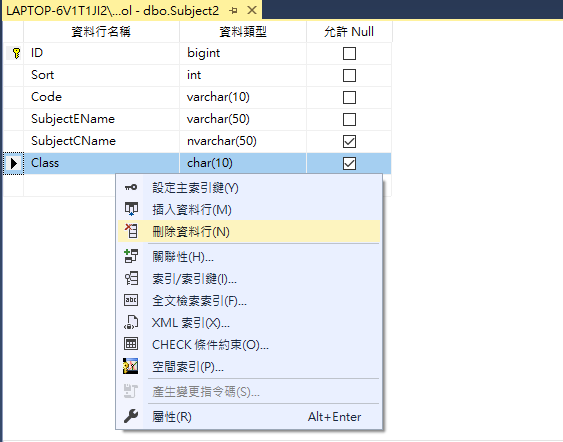 LAPTOP-6V1T1JI2\...ol - dbo.Subject2
資料行名稱 資料類型 允許 Null
ID bigint
Sort int
Code varchar(10)
SubjectEName varchar(50)
SubjectCName nvarchar(50)
Class char(10)
設定主索引鍵(Y)
插入資料行(M)
刪除資料行(N)
關聯性(H)...
索引/索引鍵(I)...
全文檢索索引(F)...
XML 索引(X)...
CHECK 條件約束(O)...
空間索引(P)...
產生變更指令碼(S)...
屬性(R) Alt+Enter